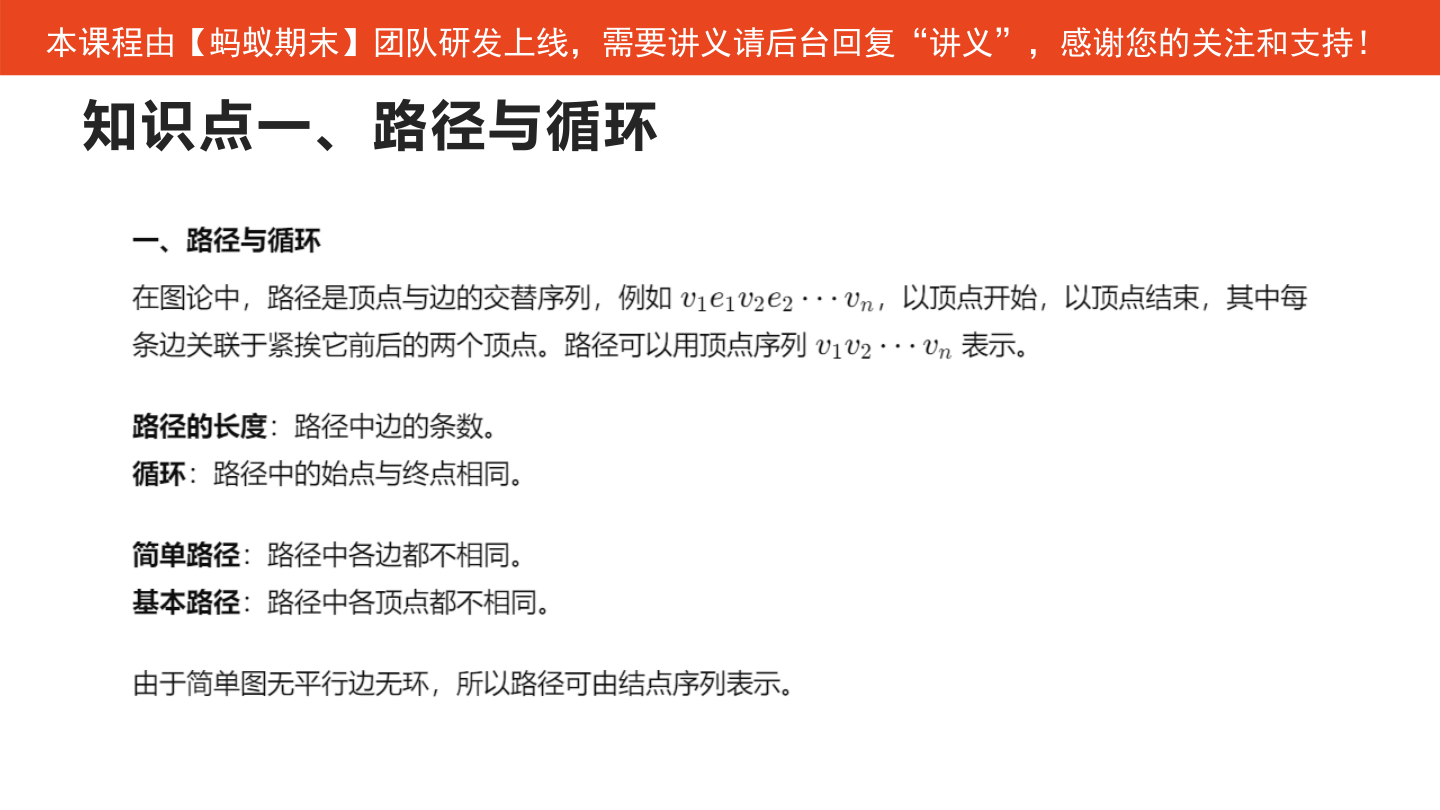 本课程由【蚂蚁期末】团队研发上线，需要讲义请后台回复“讲义”，感谢您的关注和支持！
知识点一、路径与循环
一、路径与循环
在图论中，路径是顶点与边的交替序列，例如 v₁e₁v₂e₂···vₙ，以顶点开始，以顶点结束，其中每
条边关联于紧挨它前后的两个顶点。路径可以用顶点序列 v₁v₂···vₙ 表示。
路径的长度：路径中边的条数。
循环：路径中的始点与终点相同。
简单路径：路径中各边都不相同。
基本路径：路径中各顶点都不相同。
由于简单图无平行边无环，所以路径可由结点序列表示。